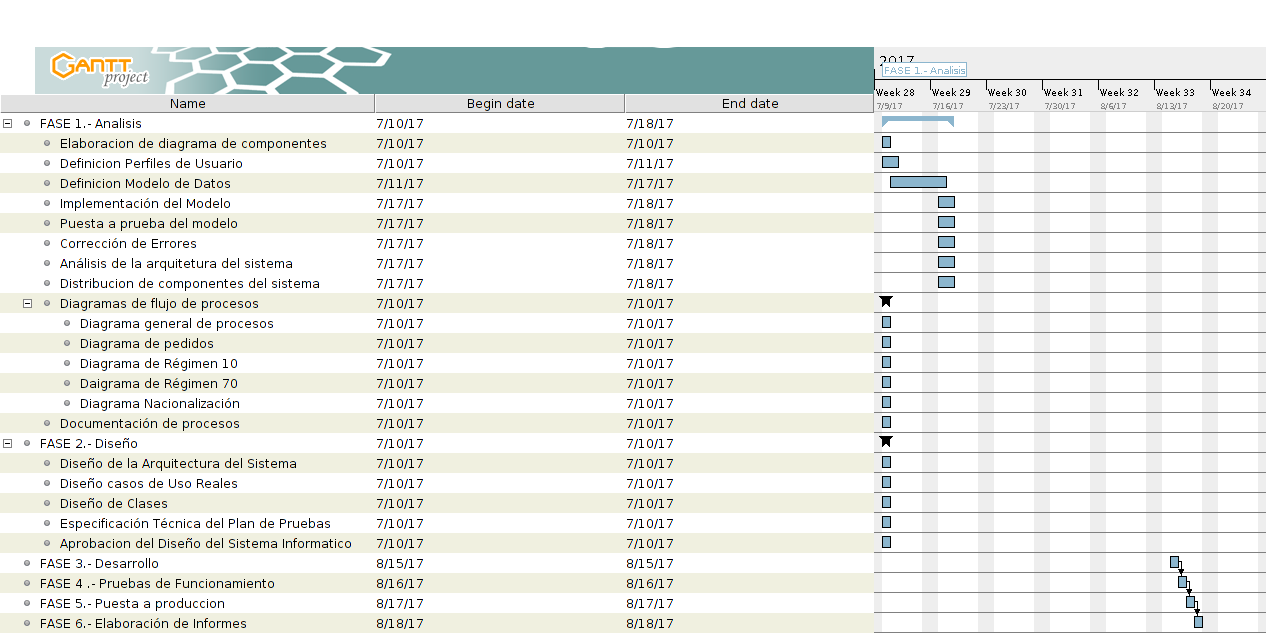 GANTT
project
2017
FASE 1.- Analisis
Name Begin date End date
Week 28 Week 29 Week 30 Week 31 Week 32 Week 33 Week 34
7/9/17 7/16/17 7/23/17 7/30/17 8/6/17 8/13/17 8/20/17
FASE 1.- Analisis 7/10/17 7/18/17
Elaboracion de diagrama de componentes 7/10/17 7/10/17
Definicion Perfiles de Usuario 7/10/17 7/11/17
Definicion Modelo de Datos 7/11/17 7/17/17
Implementación del Modelo 7/17/17 7/18/17
Puesta a prueba del modelo 7/17/17 7/18/17
Corrección de Errores 7/17/17 7/18/17
Análisis de la arquitetura del sistema 7/17/17 7/18/17
Distribucion de componentes del sistema 7/17/17 7/18/17
Diagramas de flujo de procesos 7/10/17 7/10/17
Diagrama general de procesos 7/10/17 7/10/17
Diagrama de pedidos 7/10/17 7/10/17
Diagrama de Régimen 10 7/10/17 7/10/17
Daigrama de Régimen 70 7/10/17 7/10/17
Diagrama Nacionalización 7/10/17 7/10/17
Documentación de procesos 7/10/17 7/10/17
FASE 2.- Diseño 7/10/17 7/10/17
Diseño de la Arquitectura del Sistema 7/10/17 7/10/17
Diseño casos de Uso Reales 7/10/17 7/10/17
Diseño de Clases 7/10/17 7/10/17
Especificación Técnica del Plan de Pruebas 7/10/17 7/10/17
Aprobacion del Diseño del Sistema Informatico 7/10/17 7/10/17
FASE 3.- Desarrollo 8/15/17 8/15/17
FASE 4 .- Pruebas de Funcionamiento 8/16/17 8/16/17
FASE 5.- Puesta a produccion 8/17/17 8/17/17
FASE 6.- Elaboración de Informes 8/18/17 8/18/17